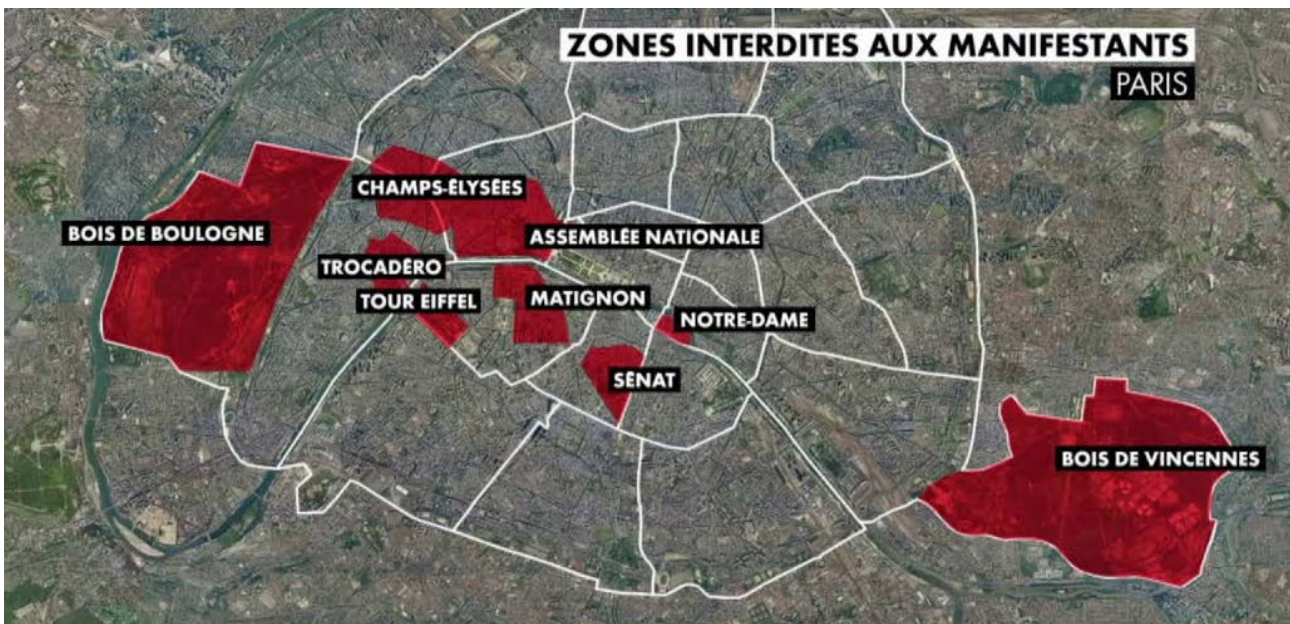 ZONES INTERDITES AUX MANIFESTANTS
PARIS
CHAMPS-ÉLYSÉES
BOIS DE BOULOGNE
ASSEMBLÉE NATIONALE
TROCADÉRO
TOUR EIFFEL
MATIGNON
NOTRE-DAME
SÉNAT
BOIS DE VINCENNES